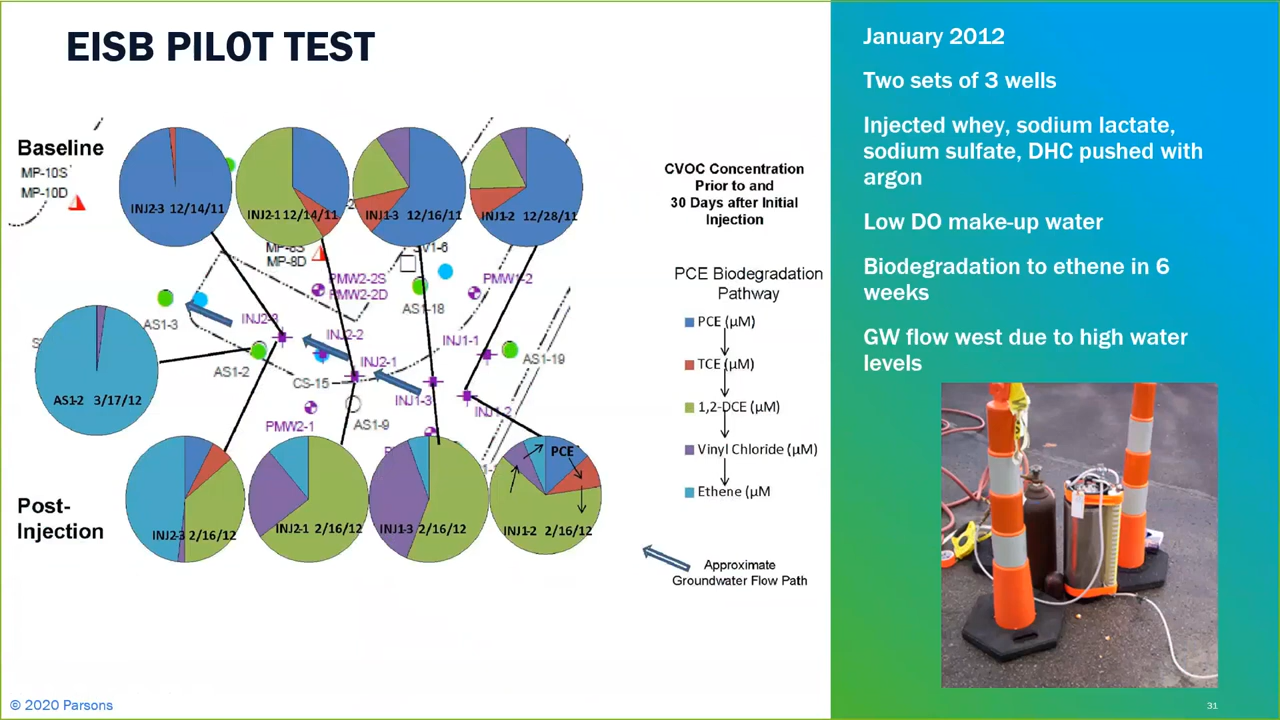 EISB PILOT TEST
Baseline
MP-10S
MP-10D
INJ2-3 12/14/11
INJ2-1 12/14/11
INJ1-3 12/16/11
INJ1-2 12/28/11
MP-8S
MP-8D
SV1-6
PMW2-2S
PMW2-2D
PMW1-2
AS1-18
AS1-3
INJ2-3
INJ2-2
INJ2-1
INJ1-1
AS1-19
AS1-2
CS-15
INJ1-3
INJ1-2
AS1-9
PMW2-1
AS1-2 3/17/12
Post-
Injection
INJ2-3 2/16/12
INJ2-1 2/16/12
INJ1-3 2/16/12
PCE
INJ1-2 2/16/12
CVOC Concentration
Prior to and
30 Days after Initial
Injection
PCE Biodegradation
Pathway
PCE (µM)
TCE (µM)
1,2-DCE (µM)
Vinyl Chloride (µM)
Ethene (µM
Approximate
Groundwater Flow Path
January 2012
Two sets of 3 wells
Injected whey, sodium lactate,
sodium sulfate, DHC pushed with
argon
Low DO make-up water
Biodegradation to ethene in 6
weeks
GW flow west due to high water
levels
© 2020 Parsons
31